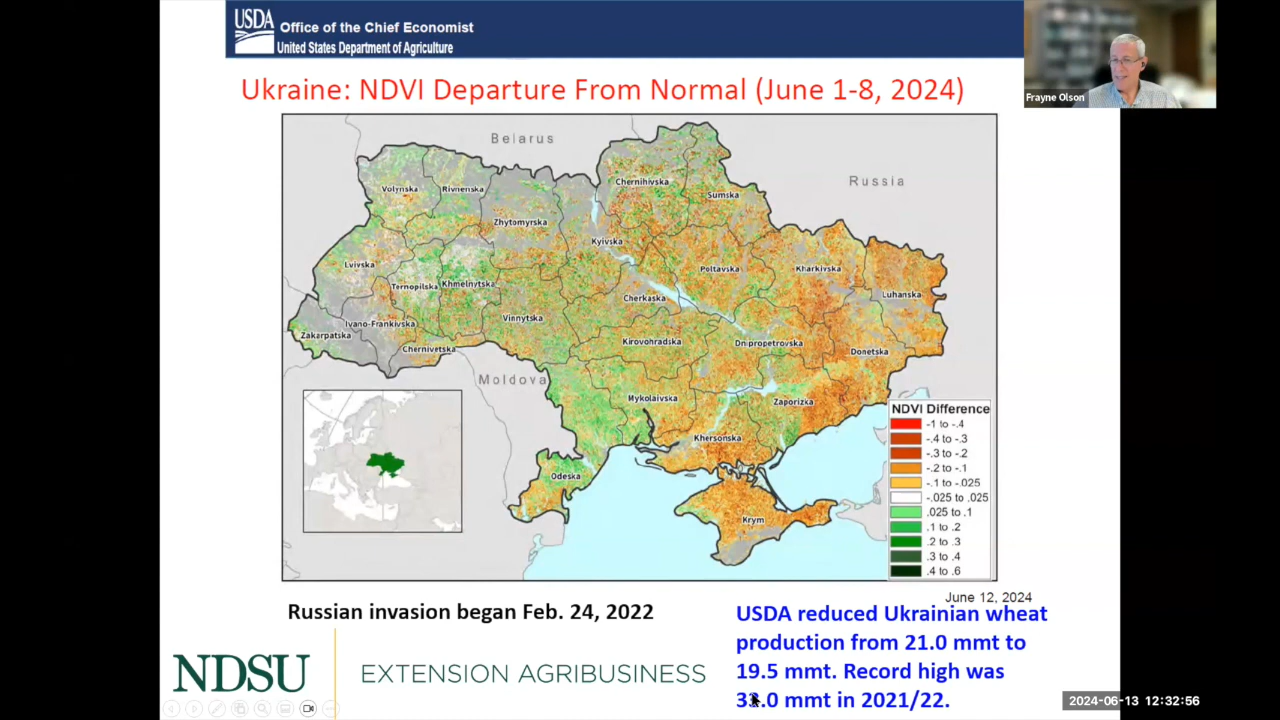 USDA Office of the Chief Economist
United States Department of Agriculture
Ukraine: NDVI Departure From Normal (June 1-8, 2024)
Frayne Olson
Belarus
Russia
Chernihivska
Volynska
Rivnenska
Sumska
Zhytomyrska
Kyivska
Lvivska
Poltavska
Kharkivska
Ternopilska
Khmelnytska
Luhanska
Cherkaska
Vinnytska
Ivano-Frankivska
Zakarpatska
Kirovohradska
Dnipropetrovska
Chernivetska
Donetska
Moldova
Mykolaivska
Zaporizka
Khersonska
Odeska
Krym
NDVI Difference
-1 to -.4
-.4 to -.3
-.3 to -.2
-.2 to -.1
-.1 to -.025
-.025 to .025
.025 to .1
.1 to .2
.2 to .3
.3 to .4
.4 to .6
June 12, 2024
Russian invasion began Feb. 24, 2022
USDA reduced Ukrainian wheat
production from 21.0 mmt to
19.5 mmt. Record high was
mmt in 2021/22.
NDSU EXTENSION AGRIBUSINESS
2024-06-13 12:32:56